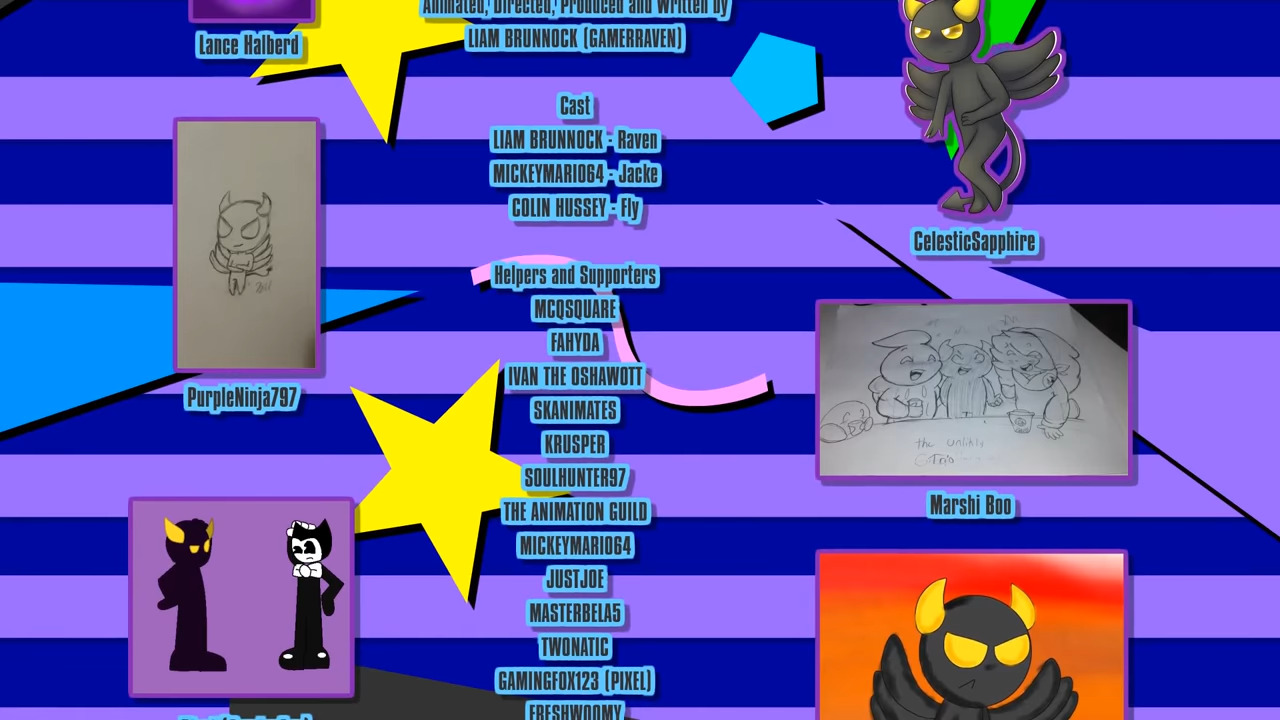 Animated, Directed, Produced and Written by
LIAM BRUNNOCK (GAMERRAVEN)
Lance Halberd
Cast
LIAM BRUNNOCK - Raven
MICKEYMARIO64 - Jacke
COLIN HUSSEY - Fly
CelesticSapphire
Helpers and Supporters
MCQSQUARE
FAHYDA
IVAN THE OSHAWOTT
SKANIMATES
KRUSPER
SOULHUNTER97
THE ANIMATION GUILD
MICKEYMARIO64
JUSTJOE
MASTERBELA5
TWONATIC
GAMINGFOX123 (PIXEL)
FRESHWOOMY
PurpleNinja797
the unlikly
Marshi Boo